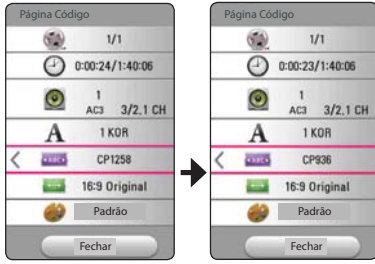 Página Código
1/1
0:00:24/1:40:06
1
AC3 3/2.1 CH
A 1 KOR
ABC CP1258
16:9 Original
Padrão
Fechar
Página Código
1/1
0:00:23/1:40:06
1
AC3 3/2.1 CH
A 1 KOR
ABC CP936
16:9 Original
Padrão
Fechar